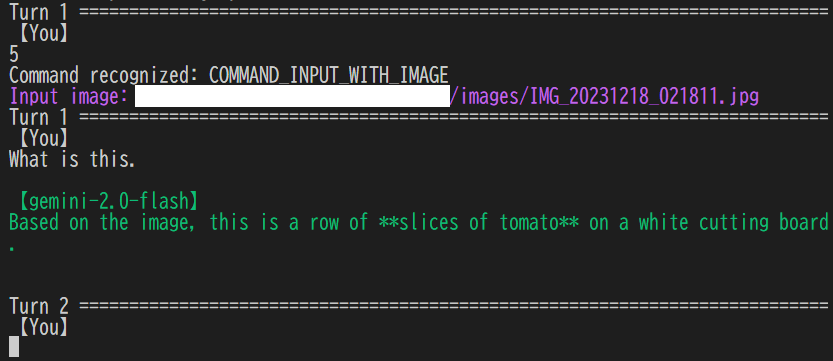 Turn 1 ===========================================================================
【You】
5
Command recognized: COMMAND_INPUT_WITH_IMAGE
Input image: /images/IMG_20231218_021811.jpg
Turn 1 ===========================================================================
【You】
What is this.
【gemini-2.0-flash】
Based on the image, this is a row of **slices of tomato** on a white cutting board
.
Turn 2 ===========================================================================
【You】